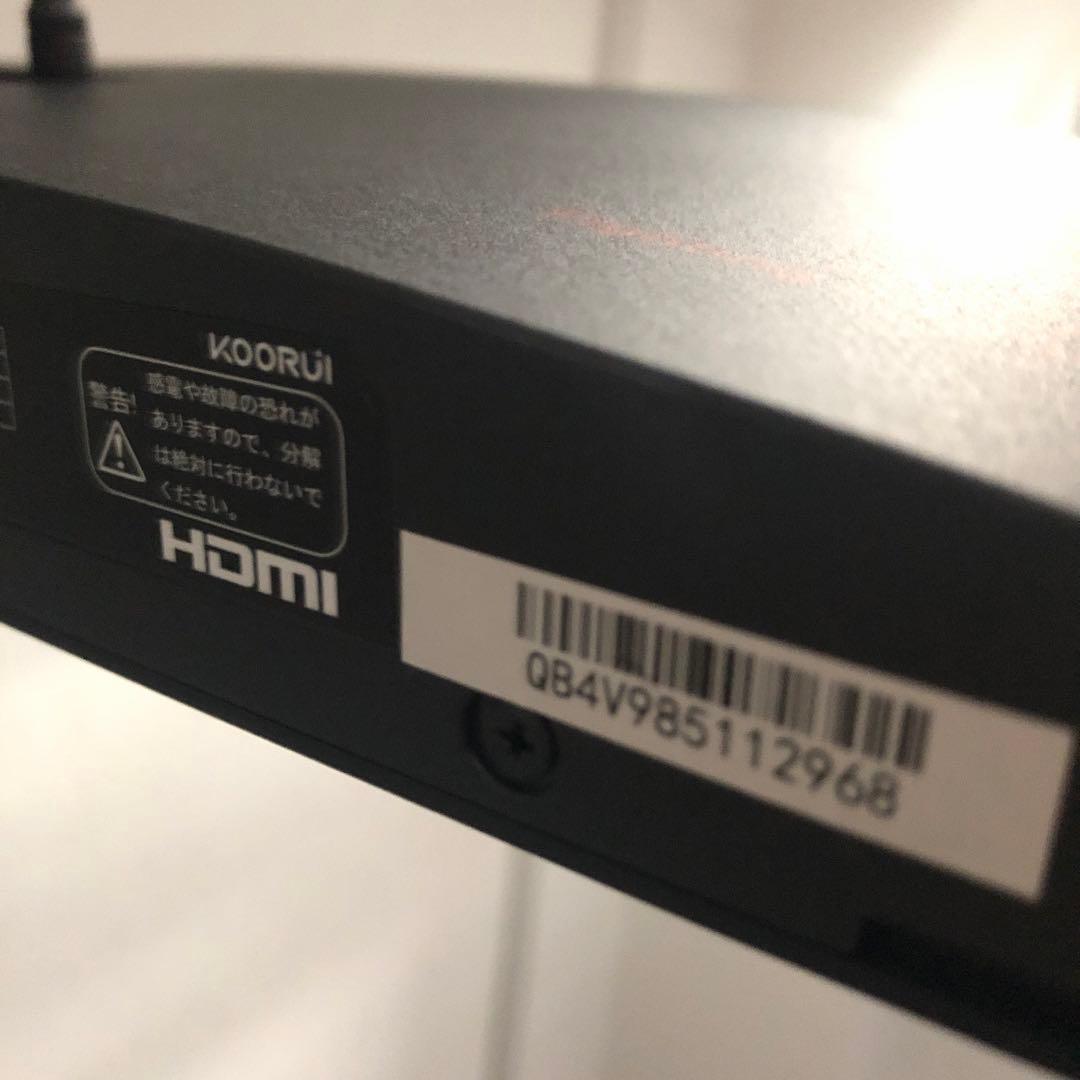 KOORUI
警告!
感電や故障の恐れが
ありますので、分解
は絶対に行わないで
ください。
HDMI
QB4V985112968